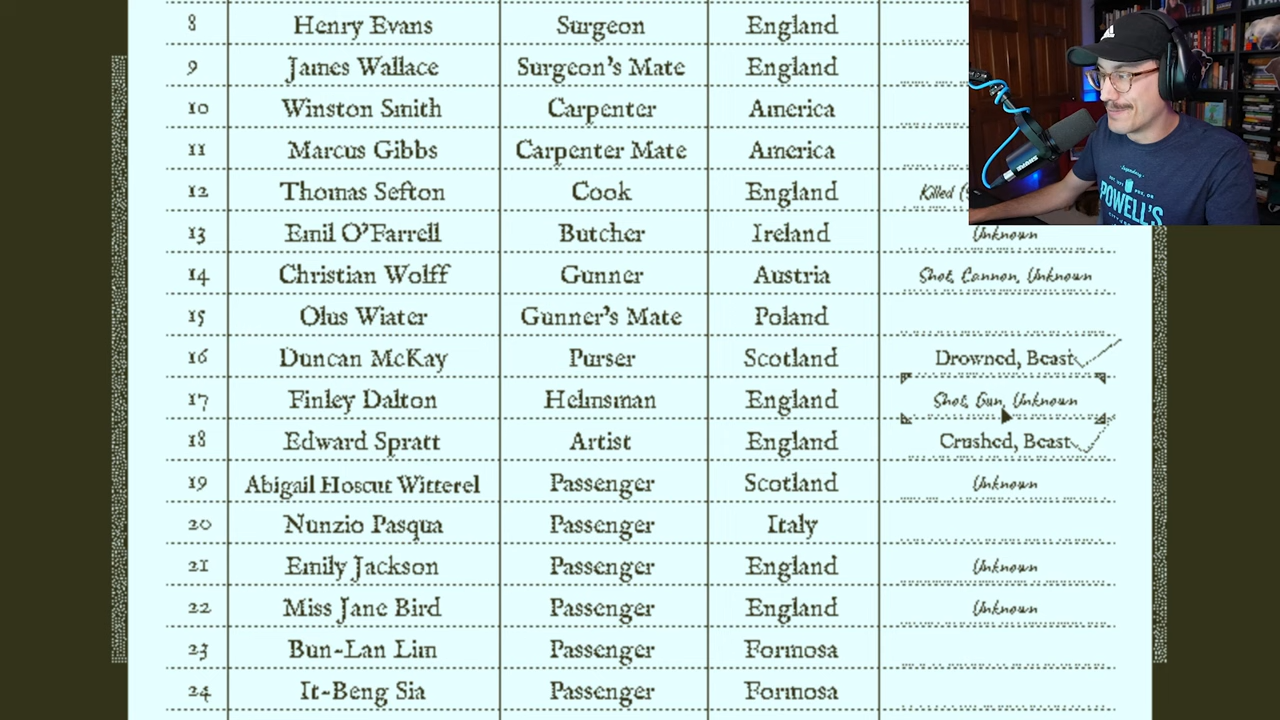 8 Henry Evans Surgeon England
9 James Wallace Surgeon's Mate England
10 Winston Smith Carpenter America
11 Marcus Gibbs Carpenter Mate America
12 Thomas Sefton Cook England Killed (
13 Emil O'Farrell Butcher Ireland Unknown
14 Christian Wolff Gunner Austria Shot, Cannon, Unknown
15 Olus Wiater Gunner's Mate Poland
16 Duncan McKay Purser Scotland Drowned, Beast
17 Finley Dalton Helmsman England Shot, Gun, Unknown
18 Edward Spratt Artist England Crushed, Beast
19 Abigail Hoscut Witterel Passenger Scotland Unknown
20 Nunzio Pasqua Passenger Italy
21 Emily Jackson Passenger England Unknown
22 Miss Jane Bird Passenger England Unknown
23 Bun-Lan Lim Passenger Formosa
24 It-Beng Sia Passenger Formosa
POWELL'S